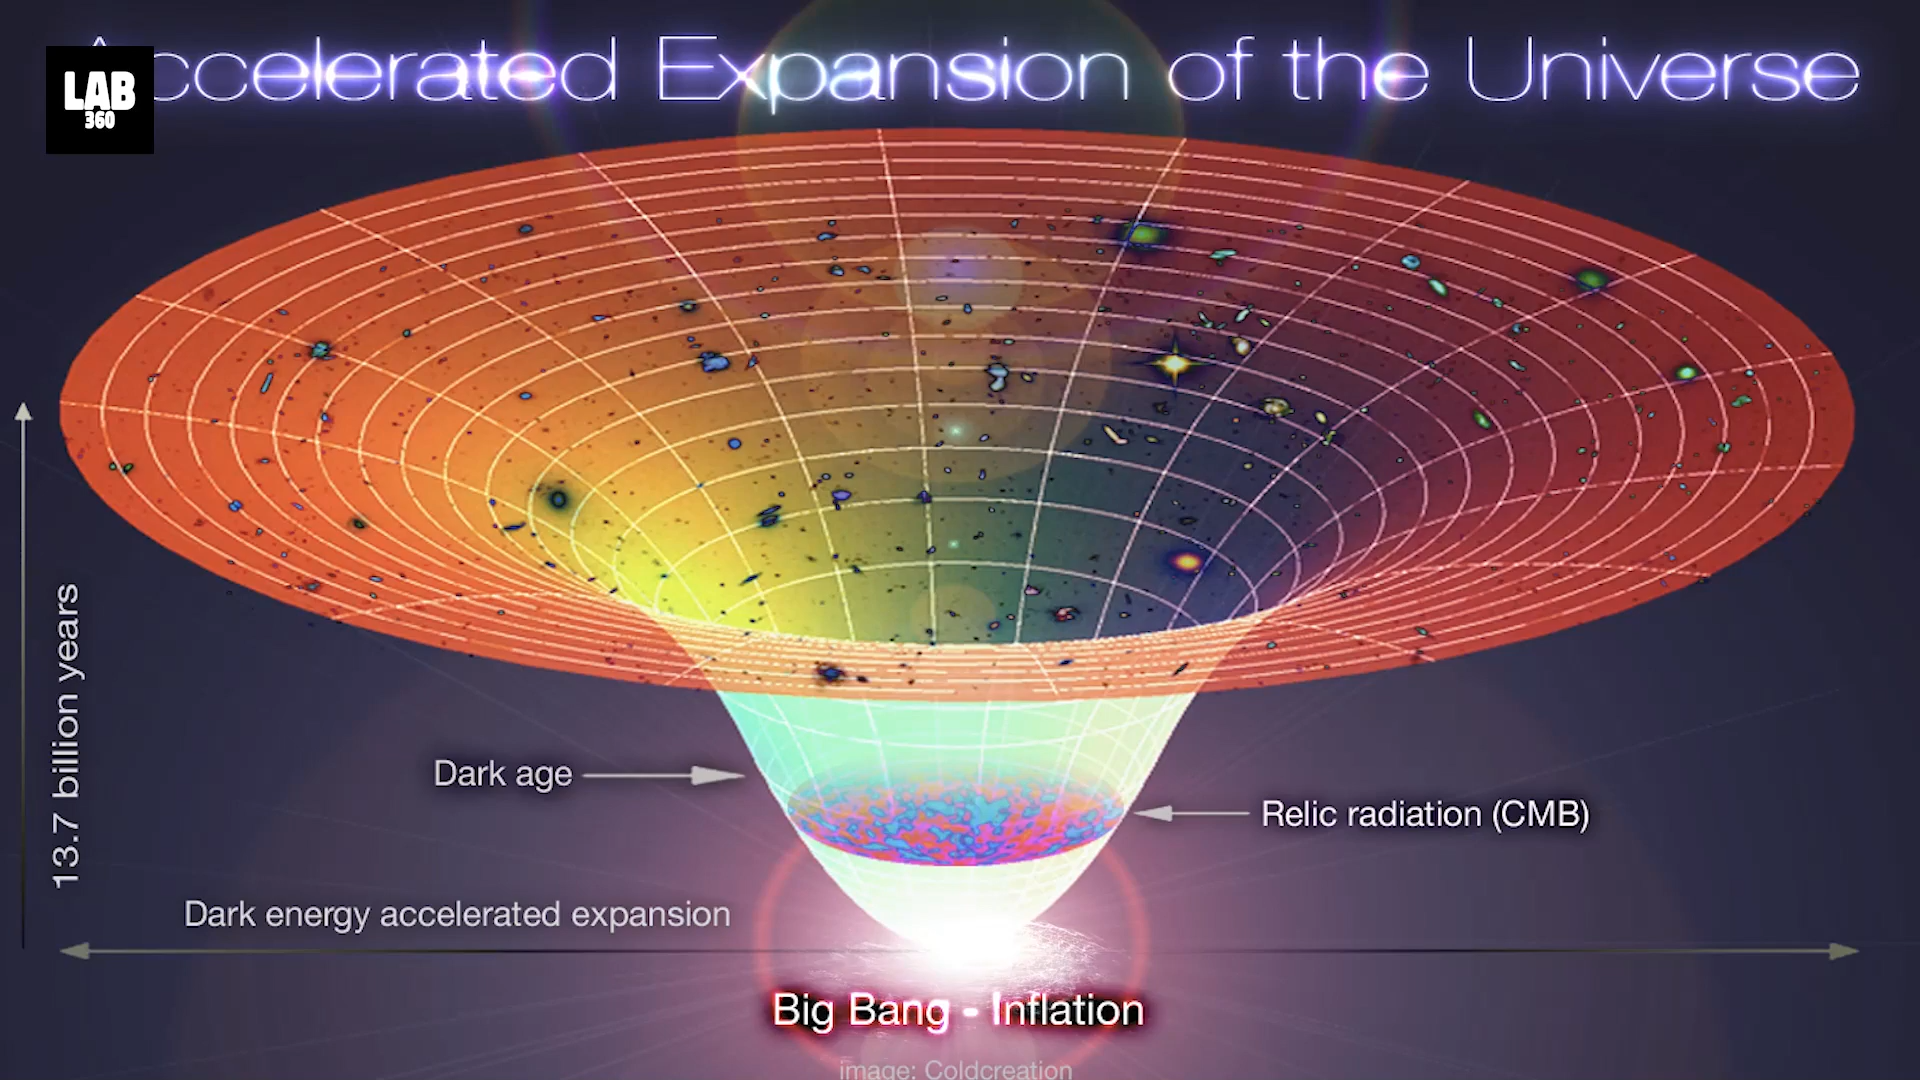 Accelerated Expansion of the Universe
LAB
360
13.7 billion years
Dark age
Relic radiation (CMB)
Dark energy accelerated expansion
Big Bang - Inflation
image: Coldcreation